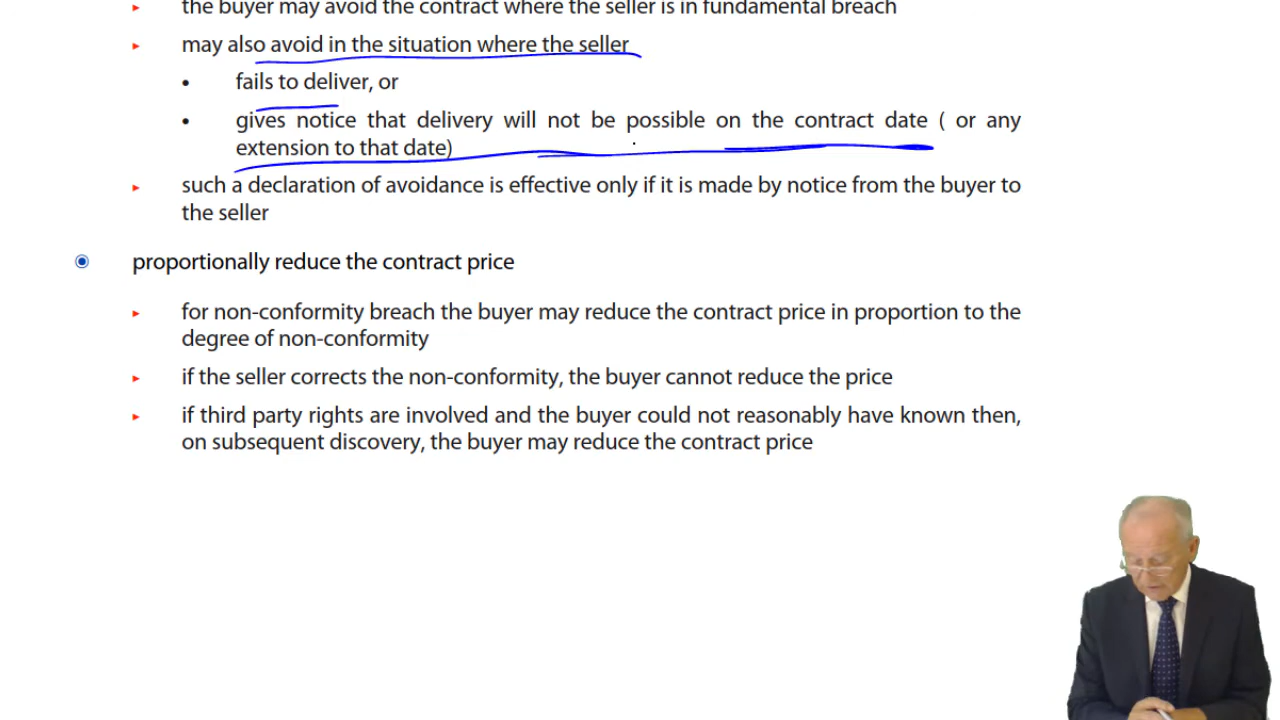 the buyer may avoid the contract where the seller is in fundamental breach
may also avoid in the situation where the seller
fails to deliver, or
gives notice that delivery will not be possible on the contract date ( or any
extension to that date)
such a declaration of avoidance is effective only if it is made by notice from the buyer to
the seller
proportionally reduce the contract price
for non-conformity breach the buyer may reduce the contract price in proportion to the
degree of non-conformity
if the seller corrects the non-conformity, the buyer cannot reduce the price
if third party rights are involved and the buyer could not reasonably have known then,
on subsequent discovery, the buyer may reduce the contract price